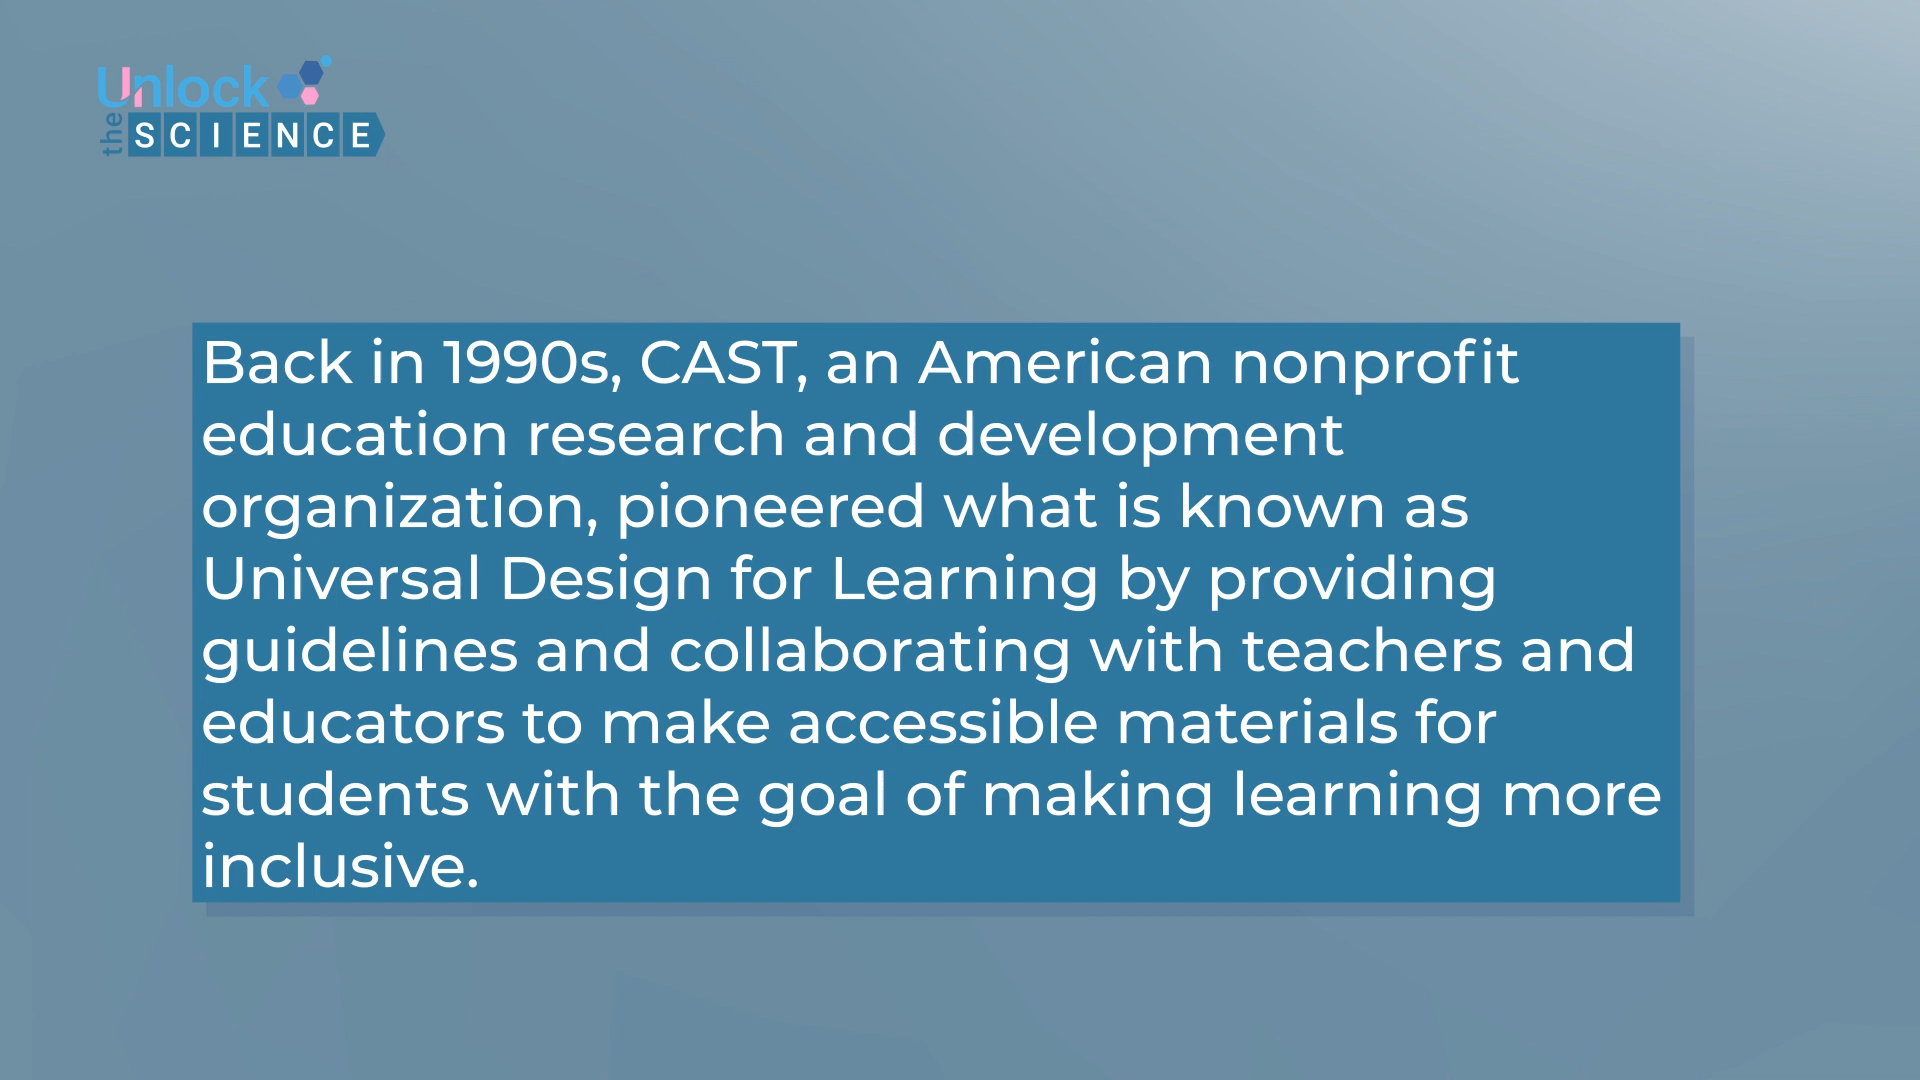 Unlock
the SCIENCE
Back in 1990s, CAST, an American nonprofit
education research and development
organization, pioneered what is known as
Universal Design for Learning by providing
guidelines and collaborating with teachers and
educators to make accessible materials for
students with the goal of making learning more
inclusive.